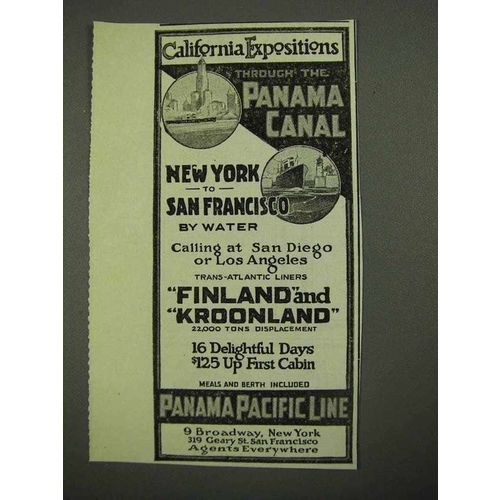 California Expositions
THROUGH THE
PANAMA
CANAL
NEW YORK
TO
SAN FRANCISCO
BY WATER
Calling at San Diego
or Los Angeles
TRANS-ATLANTIC LINERS
"FINLAND" and
"KROONLAND"
22,000 TONS DISPLACEMENT
16 Delightful Days
$125 Up First Cabin
MEALS AND BERTH INCLUDED
PANAMA PACIFIC LINE
9 Broadway, New York
319 Geary St. San Francisco
Agents Everywhere